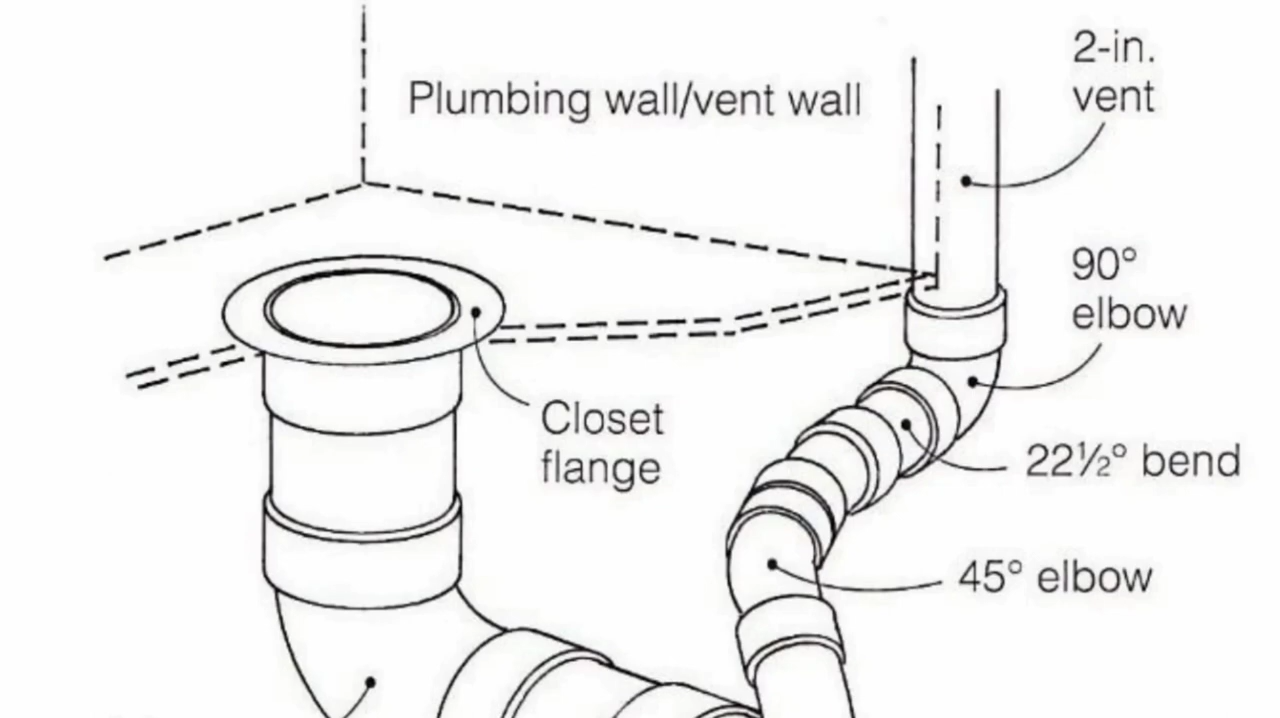 Plumbing wall/vent wall
2-in.
vent
90°
elbow
Closet
flange
22½° bend
45° elbow